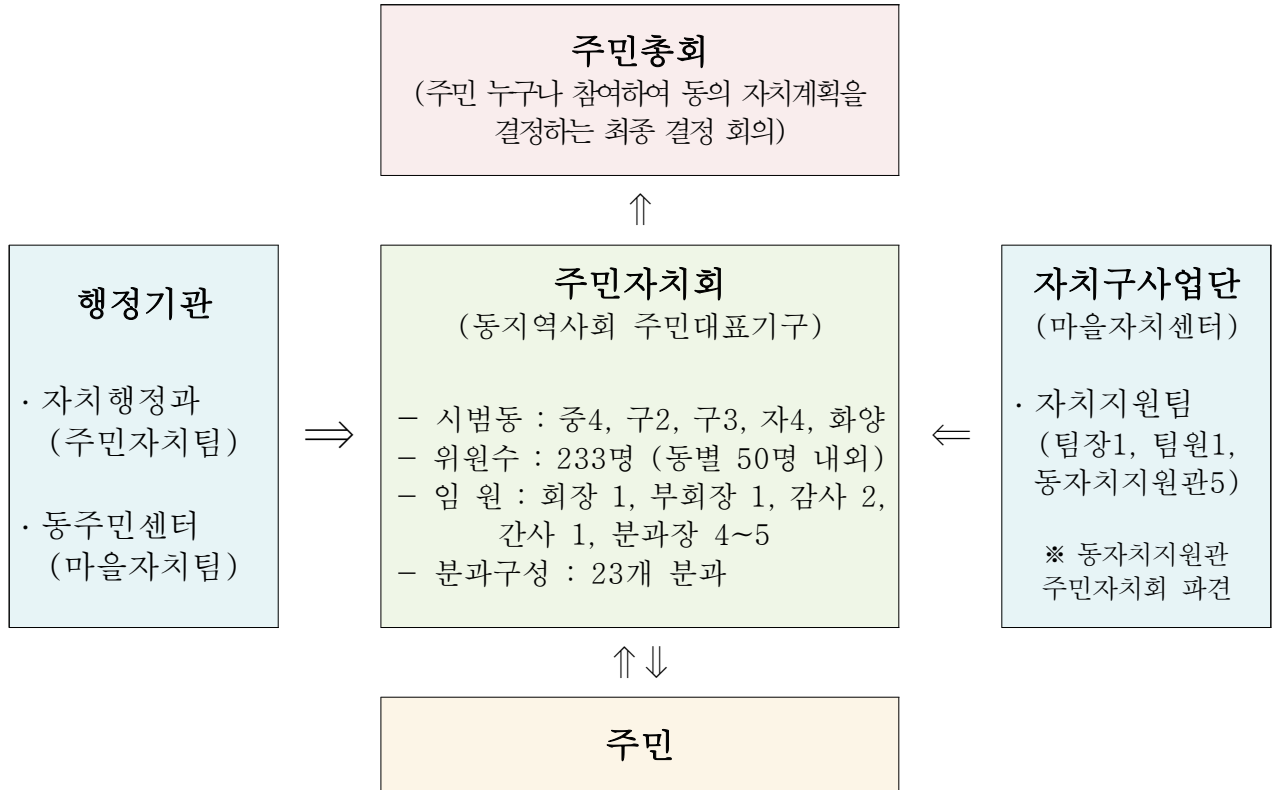 주민총회
(주민 누구나 참여하여 동의 자치계획을
결정하는 최종 결정 회의)
⇑
행정기관
· 자치행정과
(주민자치팀)
· 동주민센터
(마을자치팀)
⇒
주민자치회
(동지역사회 주민대표기구)
- 시범동 : 중4, 구2, 구3, 자4, 화양
- 위원수 : 233명 (동별 50명 내외)
- 임 원 : 회장 1, 부회장 1, 감사 2,
간사 1, 분과장 4~5
- 분과구성 : 23개 분과
⇐
자치구사업단
(마을자치센터)
· 자치지원팀
(팀장1, 팀원1,
동자치지원관5)
※ 동자치지원관
주민자치회 파견
⇑⇓
주민